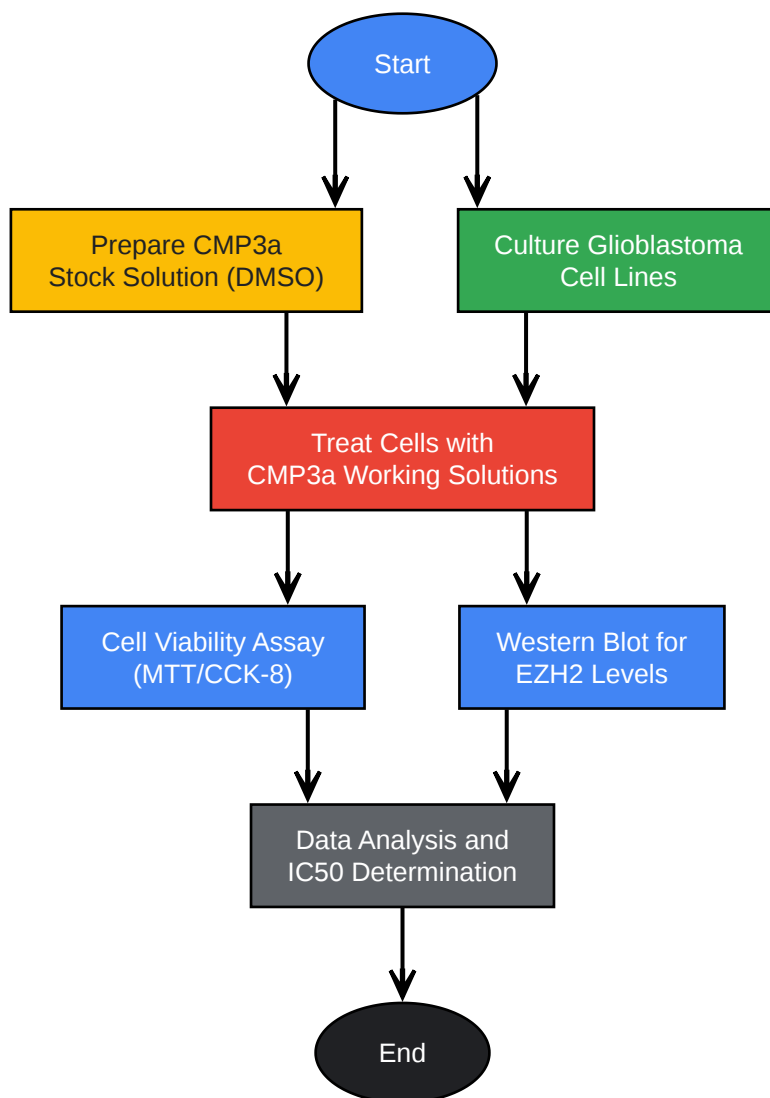 Start
Prepare CMP3a
Stock Solution (DMSO)
Culture Glioblastoma
Cell Lines
Treat Cells with
CMP3a Working Solutions
Cell Viability Assay
(MTT/CCK-8)
Western Blot for
EZH2 Levels
Data Analysis and
IC50 Determination
End